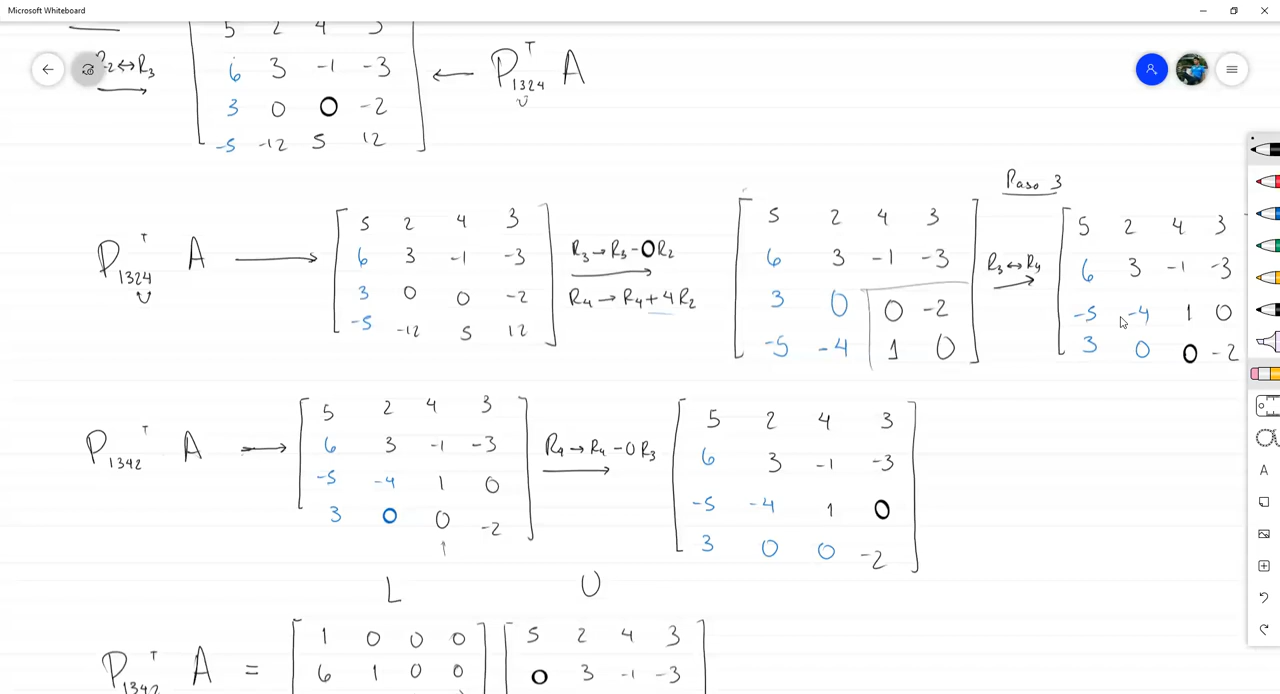 Microsoft Whiteboard
5 2 4 3
R2↔R3
6 3 -1 -3
3 0 0 -2
-5 -12 5 12
← P1324^T A
Paso 3
P1324^T A →
5 2 4 3
6 3 -1 -3
3 0 0 -2
-5 -12 5 12
R3→R3-0R2
R4→R4+4R2
5 2 4 3
6 3 -1 -3
3 0 0 -2
-5 -4 1 0
R3↔R4
5 2 4 3
6 3 -1 -3
-5 -4 1 0
3 0 0 -2
P1342^T A →
5 2 4 3
6 3 -1 -3
-5 -4 1 0
3 0 0 -2
R4→R4-0R3
5 2 4 3
6 3 -1 -3
-5 -4 1 0
3 0 0 -2
L U
P1342^T A =
1 0 0 0
6 1 0 0
5 2 4 3
0 3 -1 -3
A